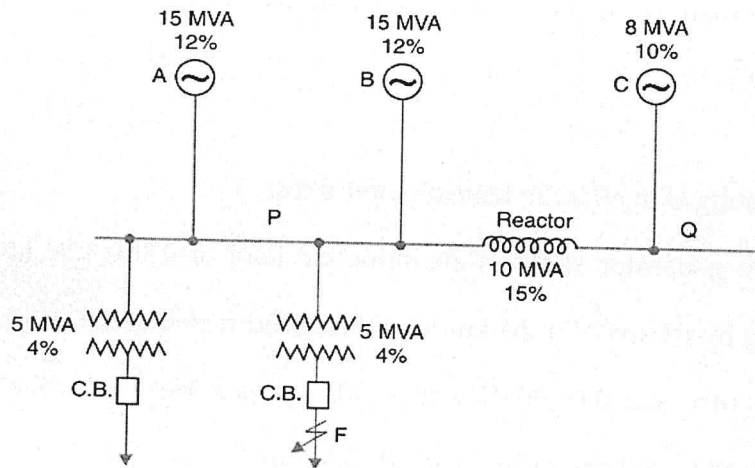 15 MVA
12%
A
15 MVA
12%
B
8 MVA
10%
C
P
Reactor
Q
10 MVA
15%
5 MVA
4%
5 MVA
4%
C.B.
C.B.
F